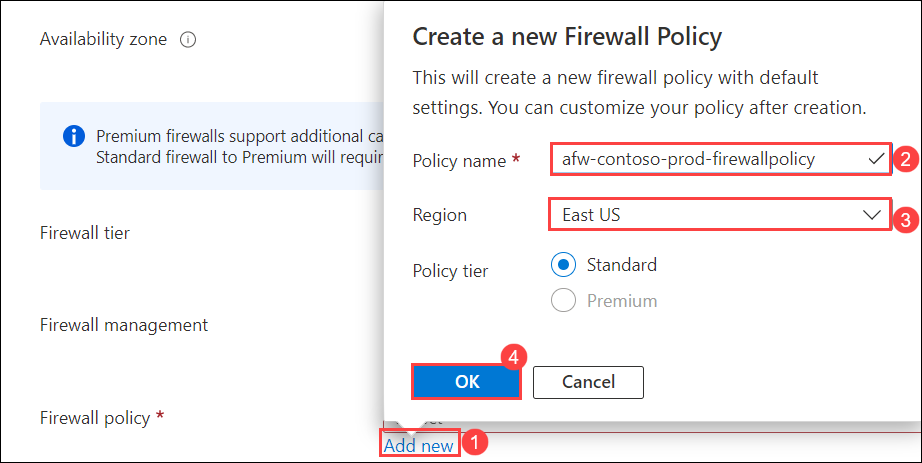 Availability zone
Premium firewalls support additional ca
Standard firewall to Premium will requir
Firewall tier
Firewall management
Firewall policy *
Add new
1
Create a new Firewall Policy
This will create a new firewall policy with default
settings. You can customize your policy after creation.
Policy name *
afw-contoso-prod-firewallpolicy
2
Region
East US
3
Policy tier
Standard
Premium
4
OK
Cancel